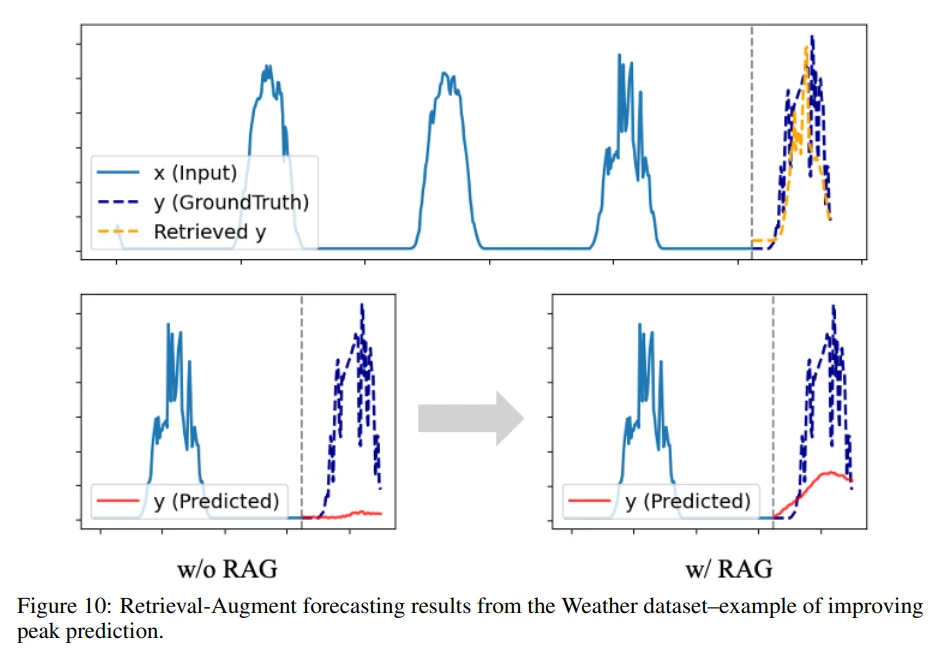 x (Input)
y (GroundTruth)
Retrieved y
y (Predicted)
y (Predicted)
w/o RAG
w/ RAG
Figure 10: Retrieval-Augment forecasting results from the Weather dataset–example of improving
peak prediction.